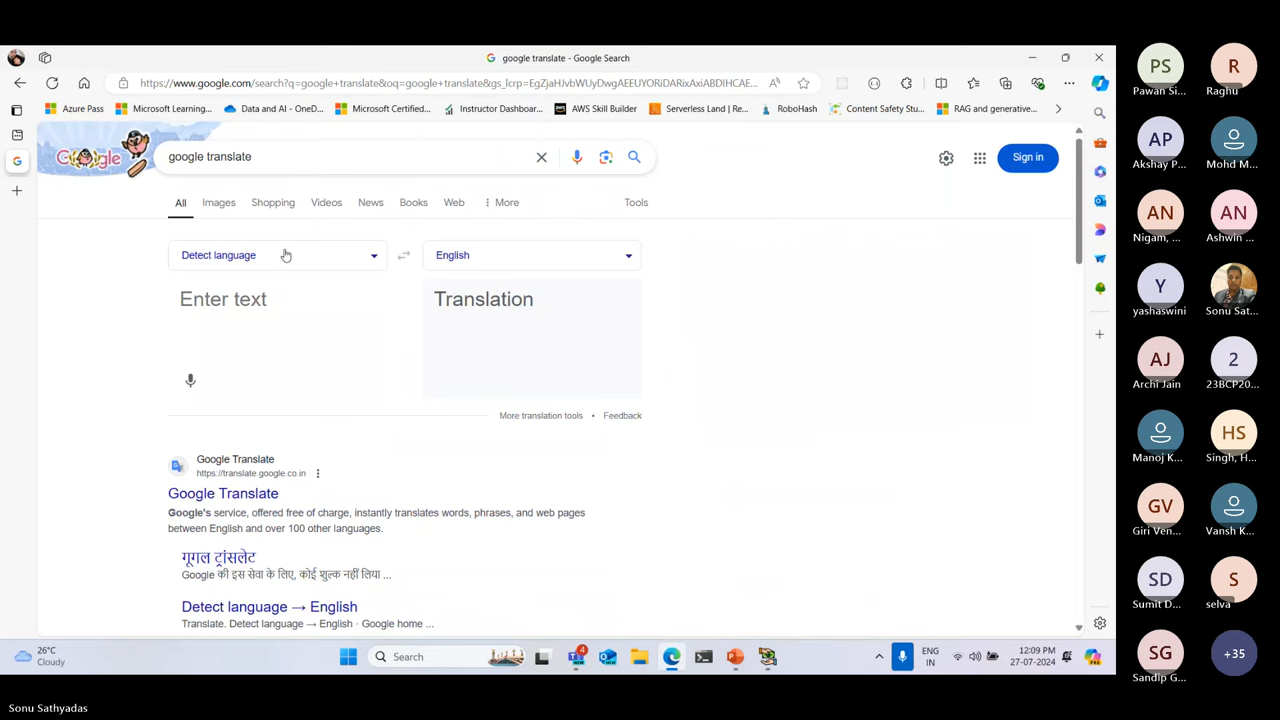 google translate - Google Search
https://www.google.com/search?q=google+translate&oq=google+translate&gs_lcrp=EgZjaHJvbWUyDwgAEEUYORiDARixAxiABDIHCAE...
Azure Pass
Microsoft Learning...
Data and AI - OneD...
Microsoft Certified...
Instructor Dashboar...
AWS Skill Builder
Serverless Land | Re...
RoboHash
Content Safety Stu...
RAG and generative...
Google
google translate
Sign in
All
Images
Shopping
Videos
News
Books
Web
More
Tools
Detect language
English
Enter text
Translation
More translation tools • Feedback
Google Translate
https://translate.google.co.in
Google Translate
Google's service, offered free of charge, instantly translates words, phrases, and web pages
between English and over 100 other languages.
गूगल ट्रांसलेट
Google की इस सेवा के लिए, कोई शुल्क नहीं लिया ...
Detect language → English
Translate. Detect language → English · Google home ...
26°C
Cloudy
Search
4
NEW
NEW
ENG
IN
12:09 PM
27-07-2024
PS
Pawan Si...
R
Raghu
AP
Akshay P...
Mohd M...
AN
Nigam, ...
AN
Ashwin ...
Y
yashaswini
Sonu Sat...
AJ
Archi Jain
2
23BCP20...
Manoj K...
HS
Singh, H...
GV
Giri Ven...
Vansh K...
SD
Sumit D...
S
selva
SG
Sandip G...
+35
Sonu Sathyadas